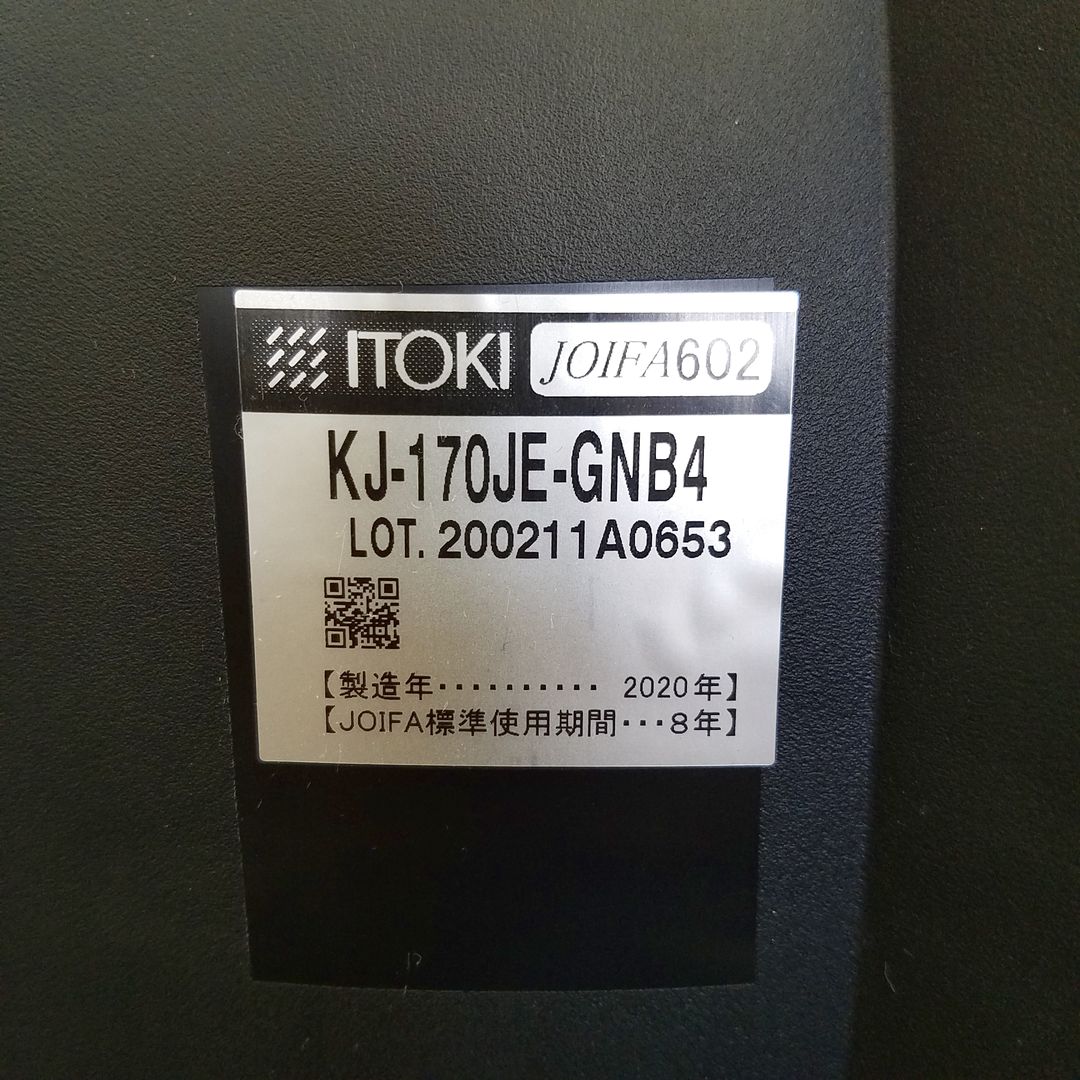 ITOKI JOIFA602
KJ-170JE-GNB4
LOT. 200211A0653
【製造年・・・・・・・・・・ 2020年】
【JOIFA標準使用期間・・・8年】